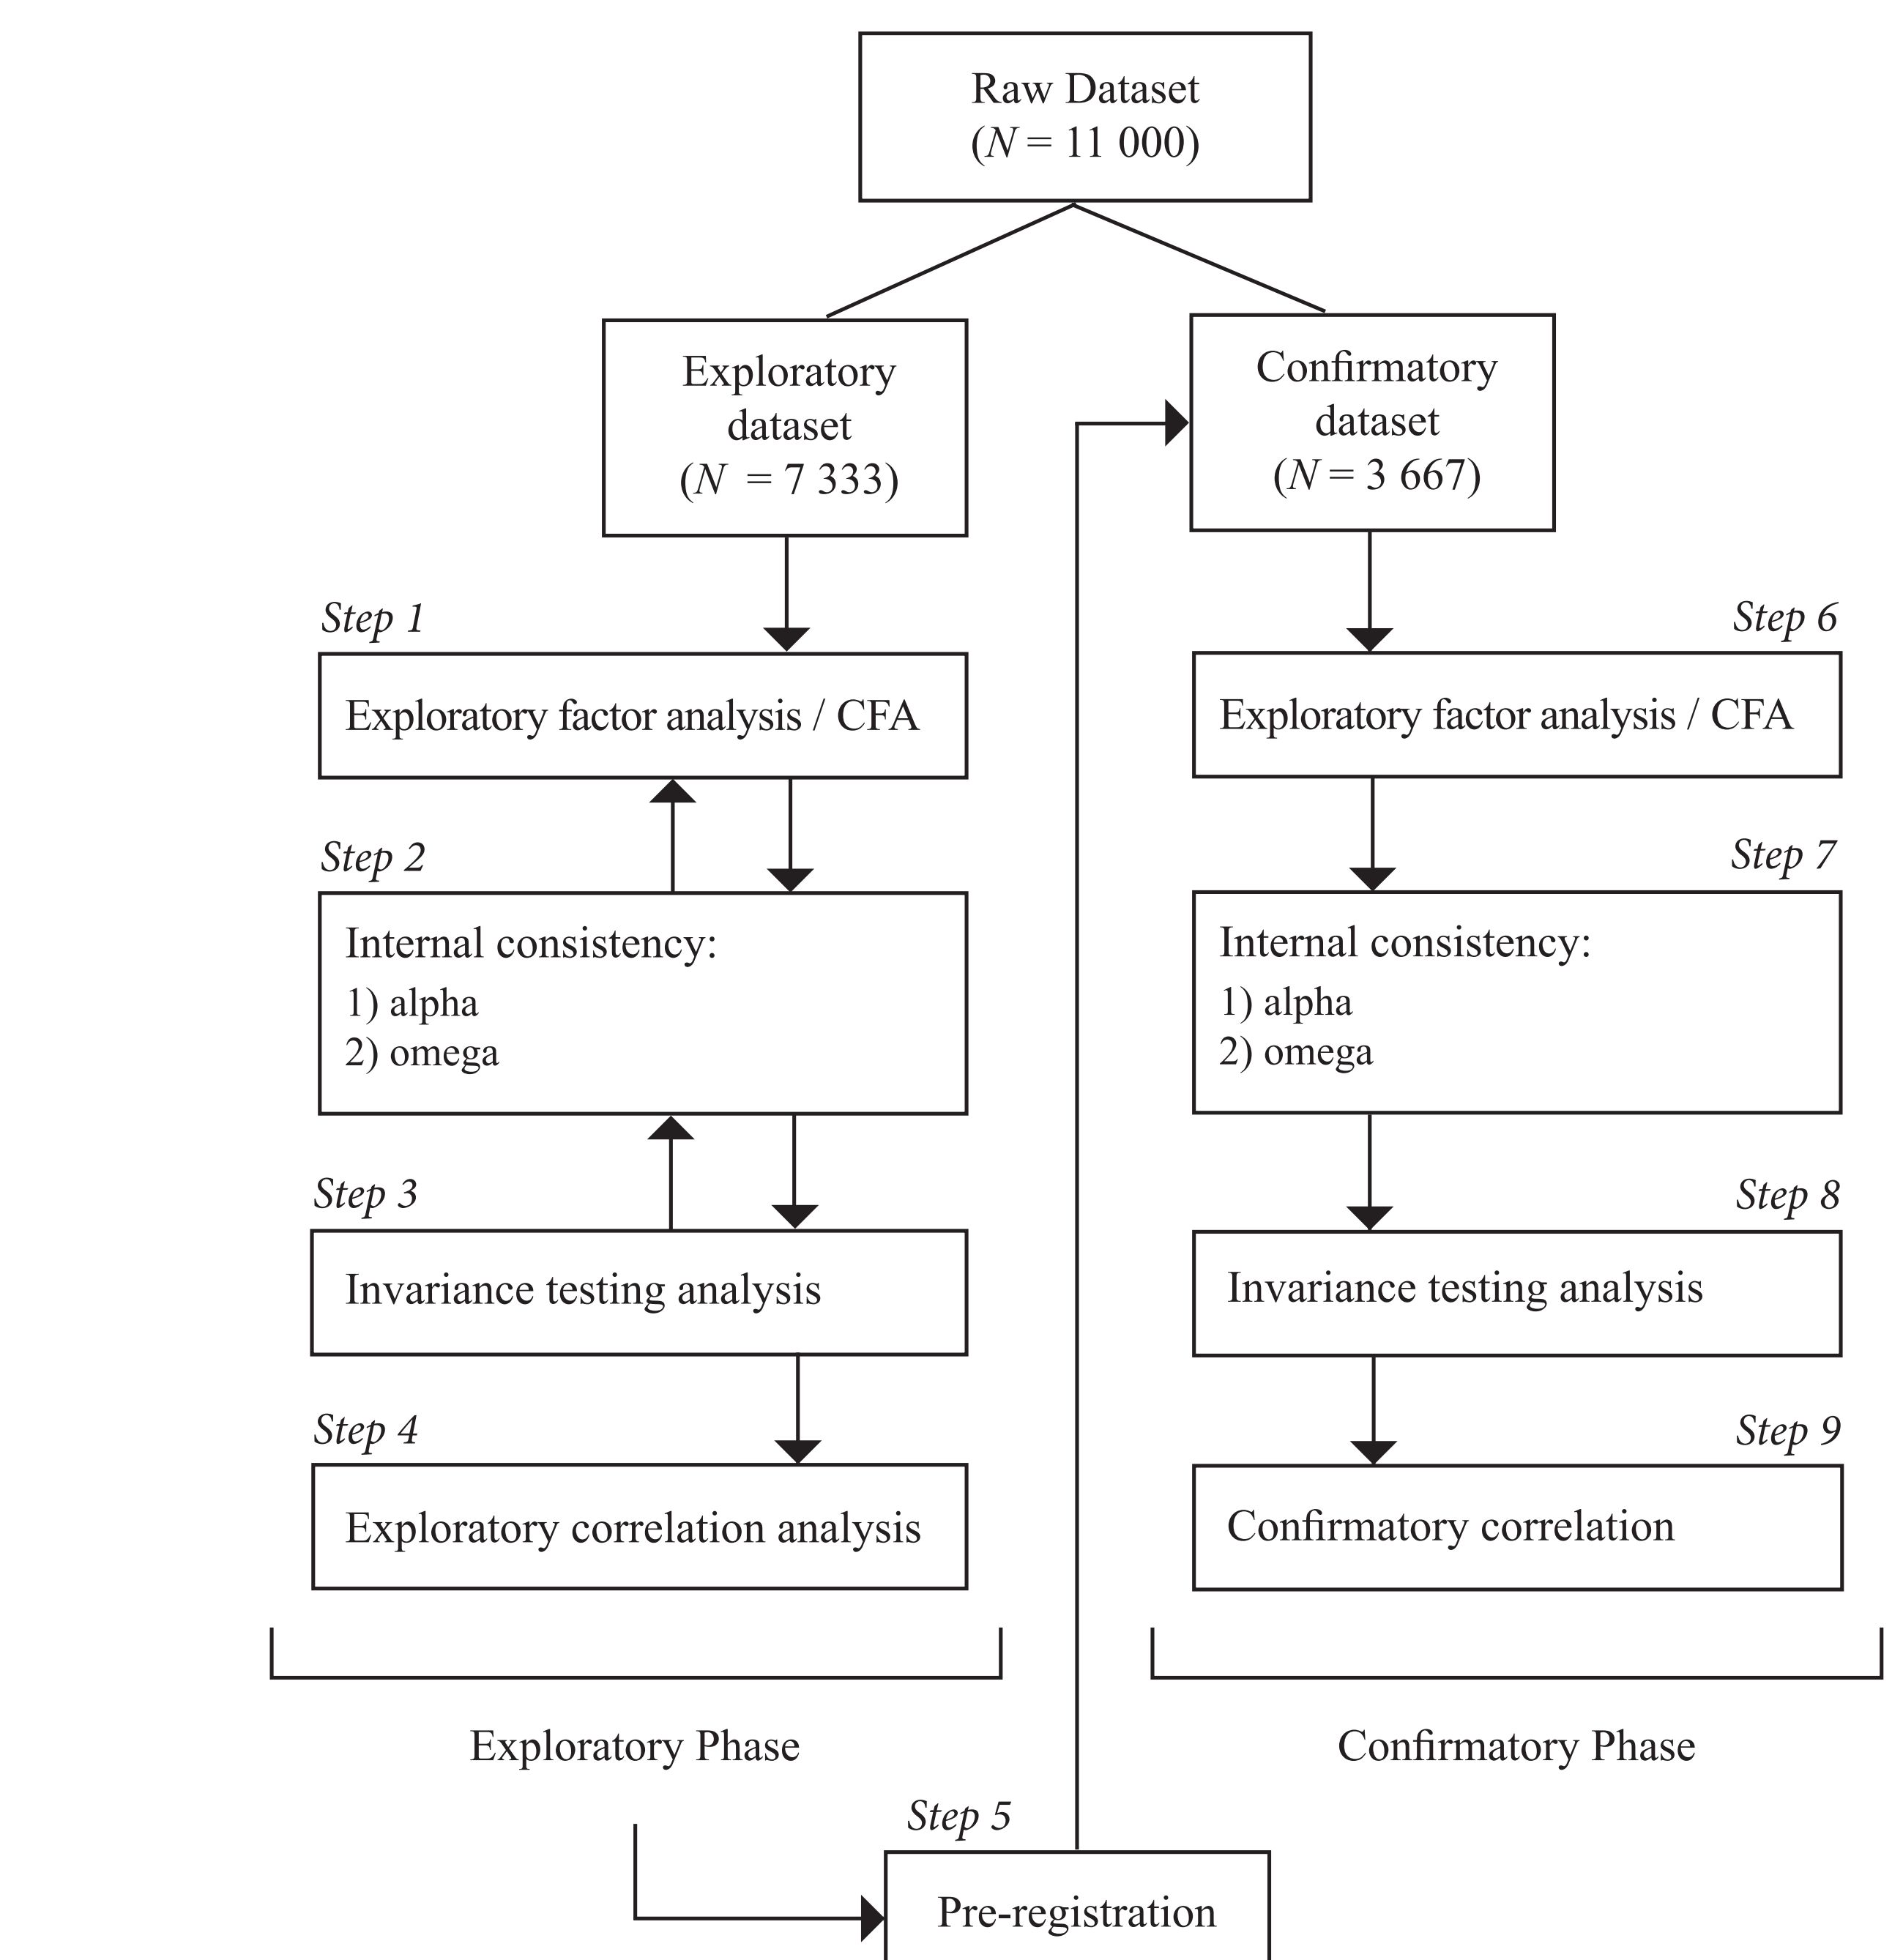 Raw Dataset
(N = 11 000)
Exploratory
dataset
(N = 7 333)
Confirmatory
dataset
(N = 3 667)
Step 1
Exploratory factor analysis / CFA
Step 2
Internal consistency:
1) alpha
2) omega
Step 3
Invariance testing analysis
Step 4
Exploratory correlation analysis
Exploratory Phase
Step 5
Pre-registration
Step 6
Exploratory factor analysis / CFA
Step 7
Internal consistency:
1) alpha
2) omega
Step 8
Invariance testing analysis
Step 9
Confirmatory correlation
Confirmatory Phase